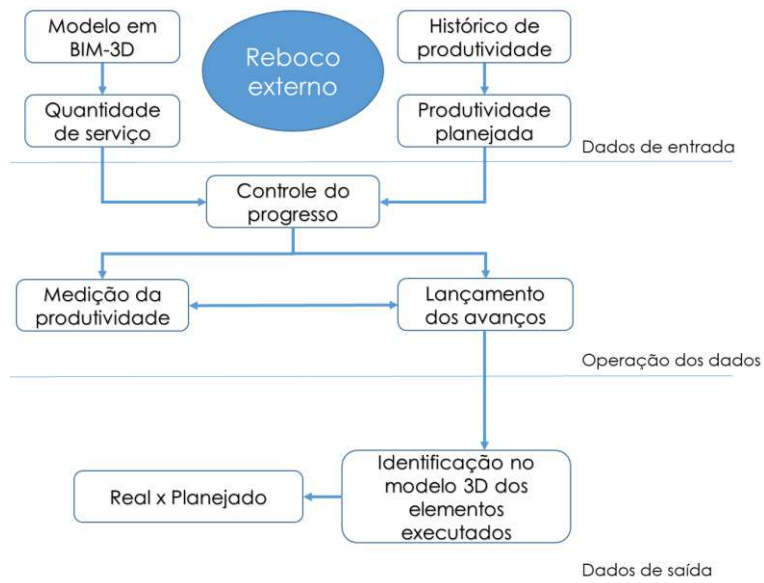 Modelo em
BIM-3D
Reboco
externo
Histórico de
produtividade
Quantidade
de serviço
Produtividade
planejada
Dados de entrada
Controle do
progresso
Medição da
produtividade
Lançamento
dos avanços
Operação dos dados
Identificação no
modelo 3D dos
elementos
executados
Real x Planejado
Dados de saída